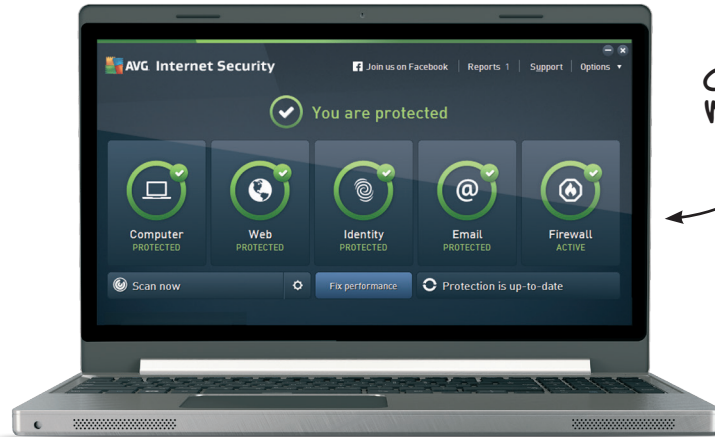 AVG Internet Security
Join us on Facebook
Reports 1
Support
Options
You are protected
Computer
PROTECTED
Web
PROTECTED
Identity
PROTECTED
@
Email
PROTECTED
Firewall
ACTIVE
Scan now
Fix performance
Protection is up-to-date